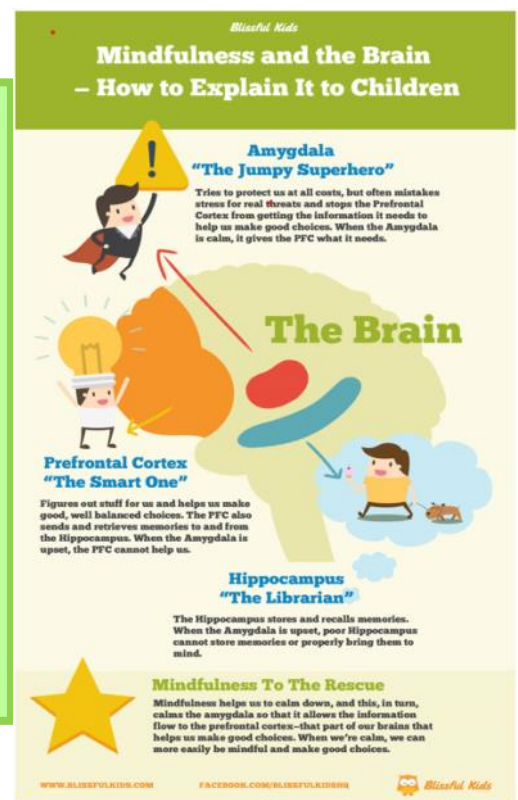 Blissful Kids
Mindfulness and the Brain
– How to Explain It to Children
Amygdala
"The Jumpy Superhero"
Tries to protect us at all costs, but often mistakes
stress for real threats and stops the Prefrontal
Cortex from getting the information it needs to
help us make good choices. When the Amygdala
is calm, it gives the PFC what it needs.
The Brain
Prefrontal Cortex
"The Smart One"
Figures out stuff for us and helps us make
good, well balanced choices. The PFC also
sends and retrieves memories to and from
the Hippocampus. When the Amygdala is
upset, the PFC cannot help us.
Hippocampus
"The Librarian"
The Hippocampus stores and recalls memories.
When the Amygdala is upset, poor Hippocampus
cannot store memories or properly bring them to
mind.
Mindfulness To The Rescue
Mindfulness helps us to calm down, and this, in turn,
calms the amygdala so that it allows the information
flow to the prefrontal cortex–that part of our brains that
helps us make good choices. When we're calm, we can
more easily be mindful and make good choices.
WWW.BLISSFULKIDS.COM
FACEBOOK.COM/BLISSFULKIDSHQ
Blissful Kids